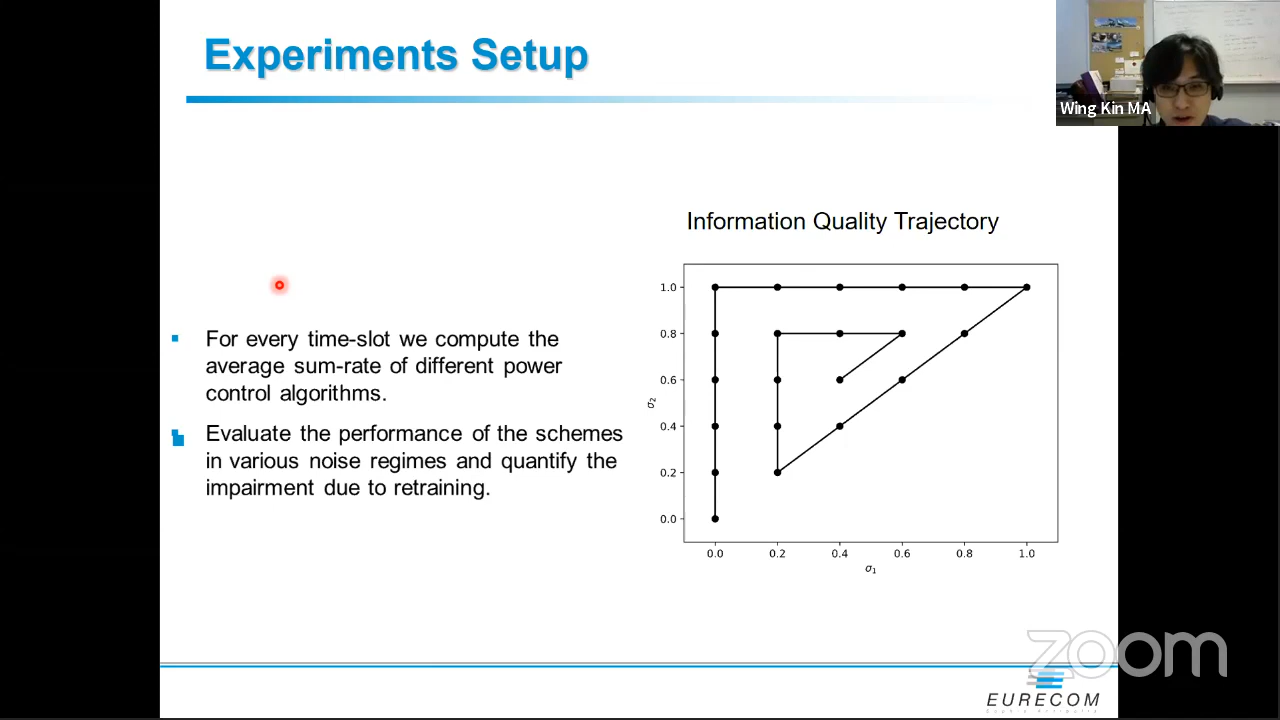 Experiments Setup
Wing Kin MA
Information Quality Trajectory
For every time-slot we compute the
average sum-rate of different power
control algorithms.
Evaluate the performance of the schemes
in various noise regimes and quantify the
impairment due to retraining.
1.0
0.8
0.6
0.4
0.2
0.0
σ2
0.0 0.2 0.4 0.6 0.8 1.0
σ1
zoom
EURECOM